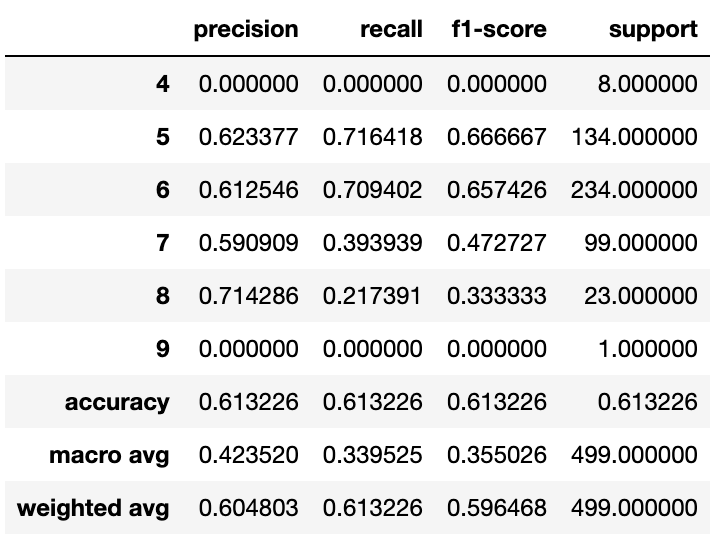 precision recall f1-score support
4 0.000000 0.000000 0.000000 8.000000
5 0.623377 0.716418 0.666667 134.000000
6 0.612546 0.709402 0.657426 234.000000
7 0.590909 0.393939 0.472727 99.000000
8 0.714286 0.217391 0.333333 23.000000
9 0.000000 0.000000 0.000000 1.000000
accuracy 0.613226 0.613226 0.613226 0.613226
macro avg 0.423520 0.339525 0.355026 499.000000
weighted avg 0.604803 0.613226 0.596468 499.000000